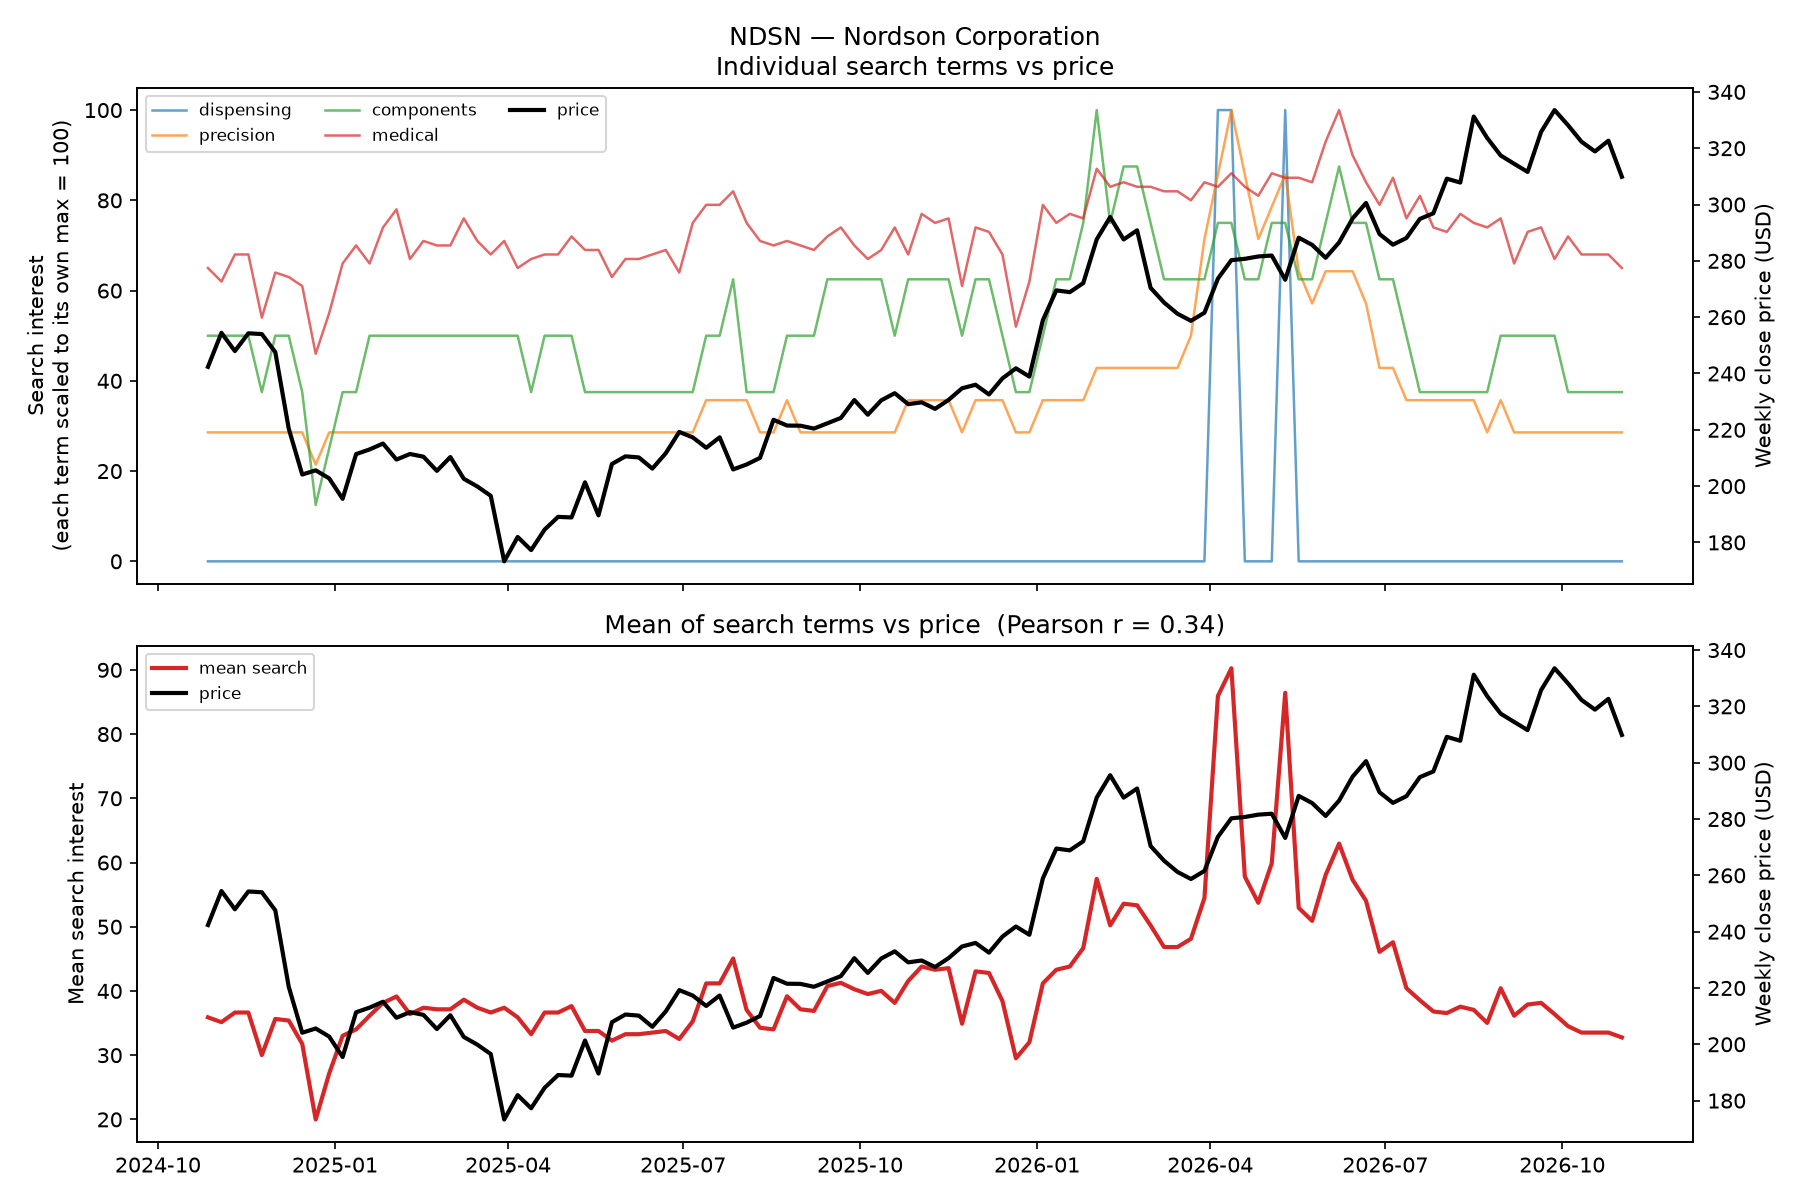 NDSN — Nordson Corporation
Individual search terms vs price
dispensing
precision
components
medical
price
Search interest
(each term scaled to its own max = 100)
100
80
60
40
20
0
340
320
300
280
260
240
220
200
180
Weekly close price (USD)
Mean of search terms vs price (Pearson r = 0.34)
mean search
price
Mean search interest
90
80
70
60
50
40
30
20
340
320
300
280
260
240
220
200
180
Weekly close price (USD)
2024-10
2025-01
2025-04
2025-07
2025-10
2026-01
2026-04
2026-07
2026-10